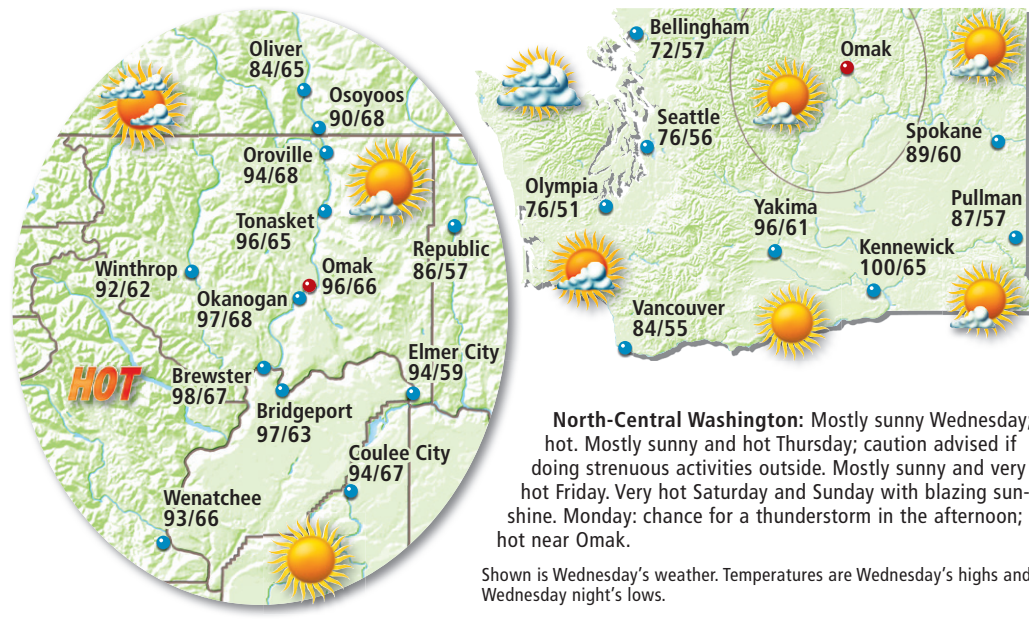 Oliver
84/65
Osoyoos
90/68
Oroville
94/68
Tonasket
96/65
Republic
86/57
Winthrop
92/62
Omak
96/66
Okanogan
97/68
HOT
Brewster
98/67
Elmer City
94/59
Bridgeport
97/63
Coulee City
94/67
Wenatchee
93/66
Bellingham
72/57
Omak
Seattle
76/56
Spokane
89/60
Olympia
76/51
Yakima
96/61
Pullman
87/57
Kennewick
100/65
Vancouver
84/55
North-Central Washington: Mostly sunny Wednesday;
hot. Mostly sunny and hot Thursday; caution advised if
doing strenuous activities outside. Mostly sunny and very
hot Friday. Very hot Saturday and Sunday with blazing sun-
shine. Monday: chance for a thunderstorm in the afternoon;
hot near Omak.
Shown is Wednesday's weather. Temperatures are Wednesday's highs and
Wednesday night's lows.